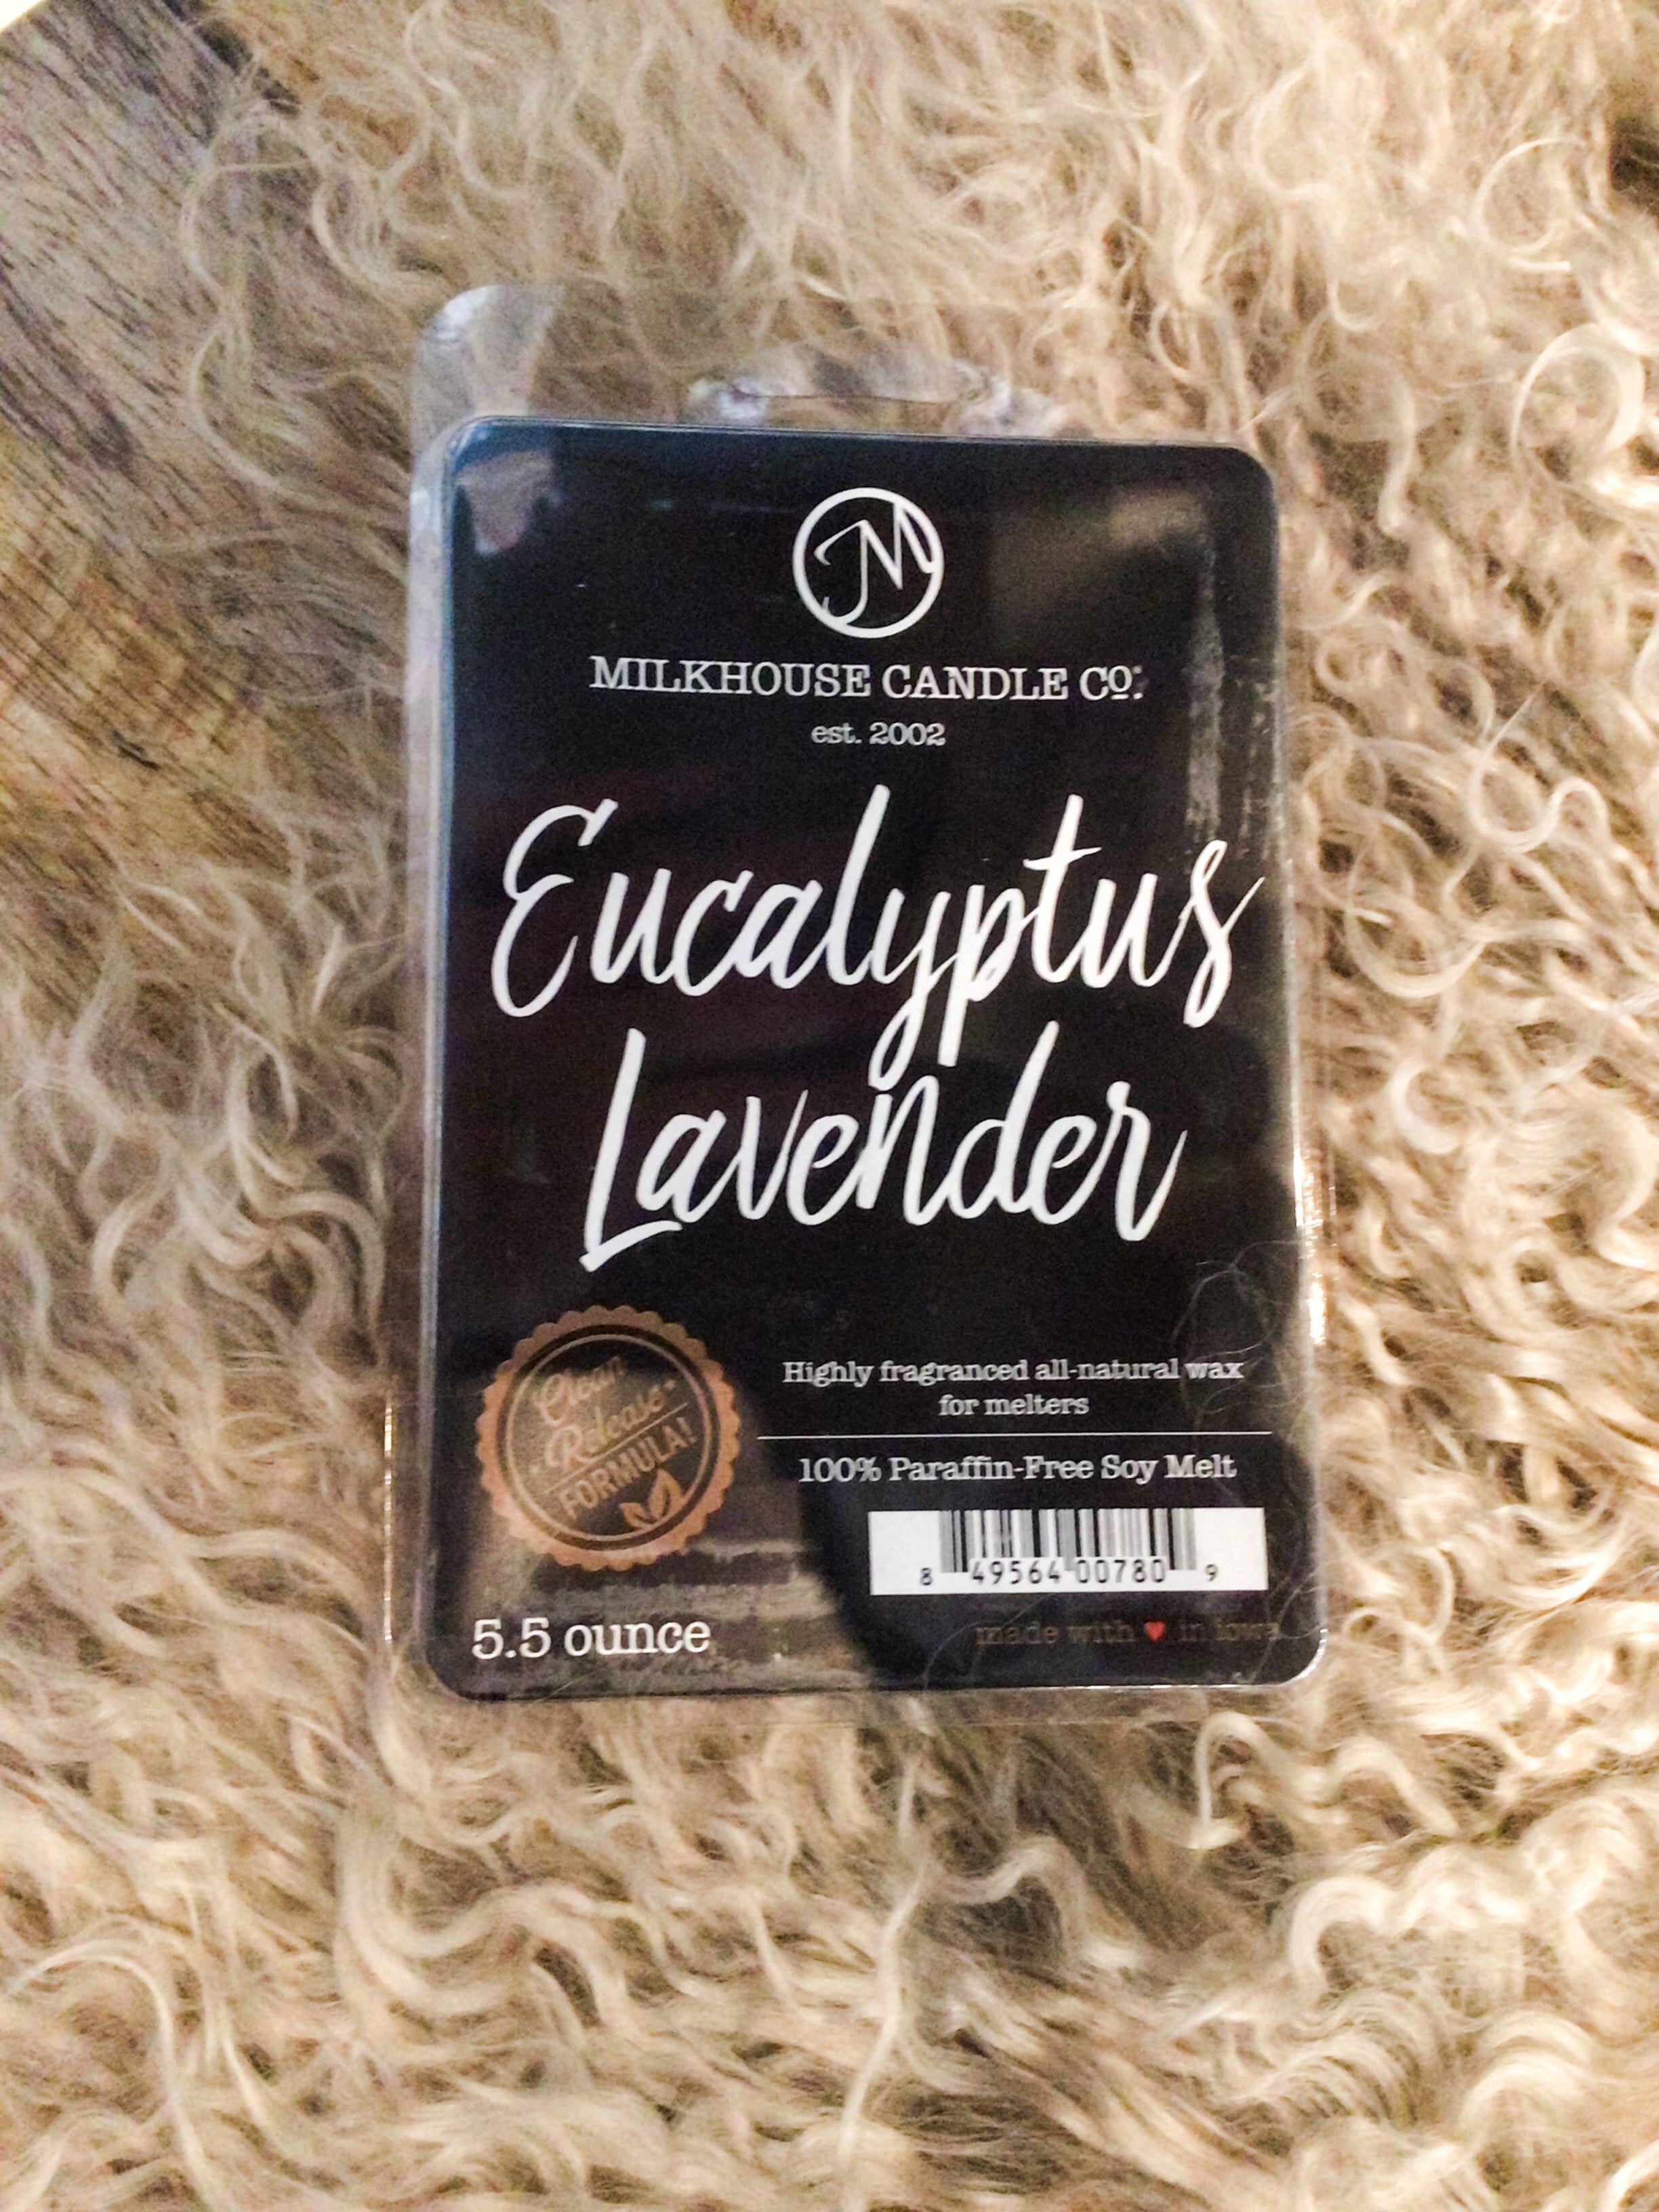 M
MILKHOUSE CANDLE CO.
est. 2002
Eucalyptus
Lavender
Clean
Release
FORMULA!
Highly fragranced all-natural wax
for melters
100% Paraffin-Free Soy Melt
8 49564 00780 9
5.5 ounce
made with ♥ in iowa